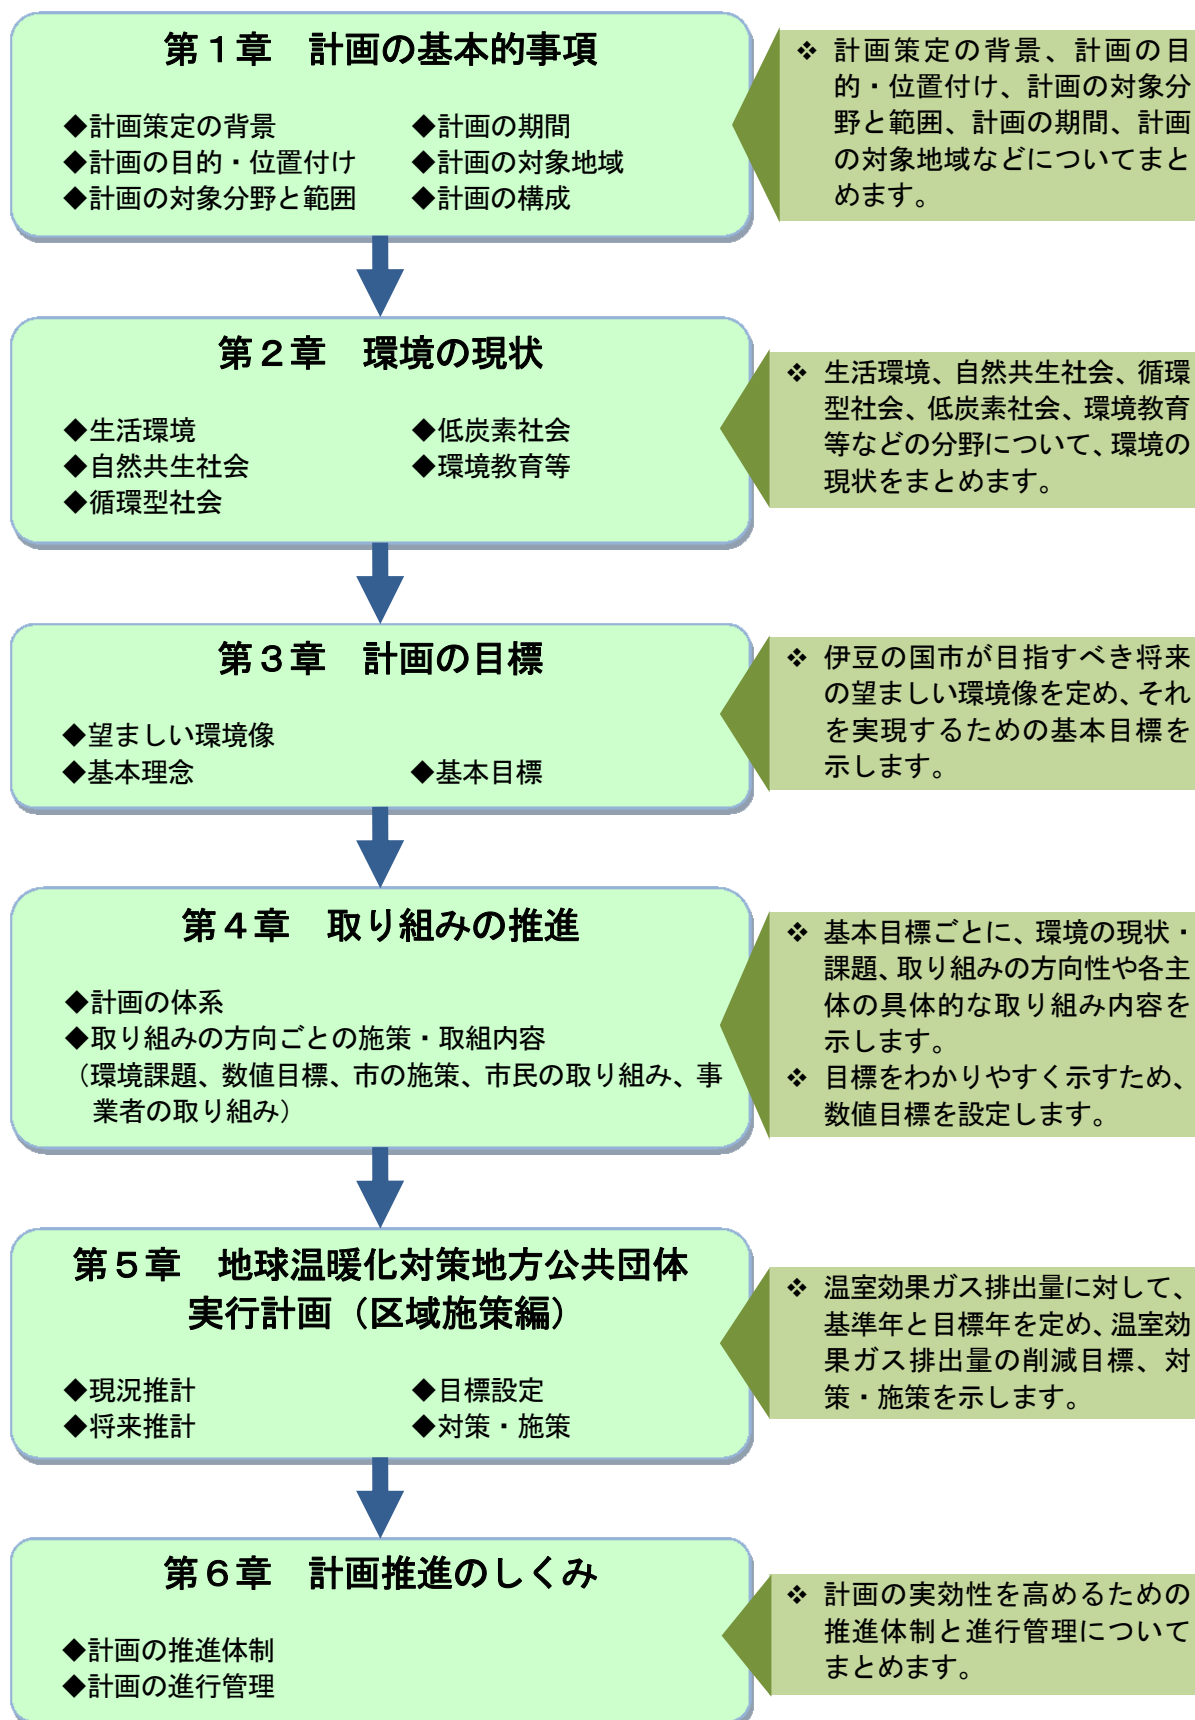 第１章　計画の基本的事項
◆計画策定の背景
◆計画の期間
◆計画の目的・位置付け
◆計画の対象地域
◆計画の対象分野と範囲
◆計画の構成
❖ 計画策定の背景、計画の目
的・位置付け、計画の対象分
野と範囲、計画の期間、計画
の対象地域などについてまと
めます。
第２章　環境の現状
◆生活環境
◆低炭素社会
◆自然共生社会
◆環境教育等
◆循環型社会
❖ 生活環境、自然共生社会、循環
型社会、低炭素社会、環境教育
等などの分野について、環境の
現状をまとめます。
第３章　計画の目標
◆望ましい環境像
◆基本理念
◆基本目標
❖ 伊豆の国市が目指すべき将来
の望ましい環境像を定め、それ
を実現するための基本目標を
示します。
第４章　取り組みの推進
◆計画の体系
◆取り組みの方向ごとの施策・取組内容
（環境課題、数値目標、市の施策、市民の取り組み、事
業者の取り組み）
❖ 基本目標ごとに、環境の現状・
課題、取り組みの方向性や各主
体の具体的な取り組み内容を
示します。
❖ 目標をわかりやすく示すため、
数値目標を設定します。
第５章　地球温暖化対策地方公共団体
実行計画（区域施策編）
◆現況推計
◆目標設定
◆将来推計
◆対策・施策
❖ 温室効果ガス排出量に対して、
基準年と目標年を定め、温室効
果ガス排出量の削減目標、対
策・施策を示します。
第６章　計画推進のしくみ
◆計画の推進体制
◆計画の進行管理
❖ 計画の実効性を高めるための
推進体制と進行管理について
まとめます。